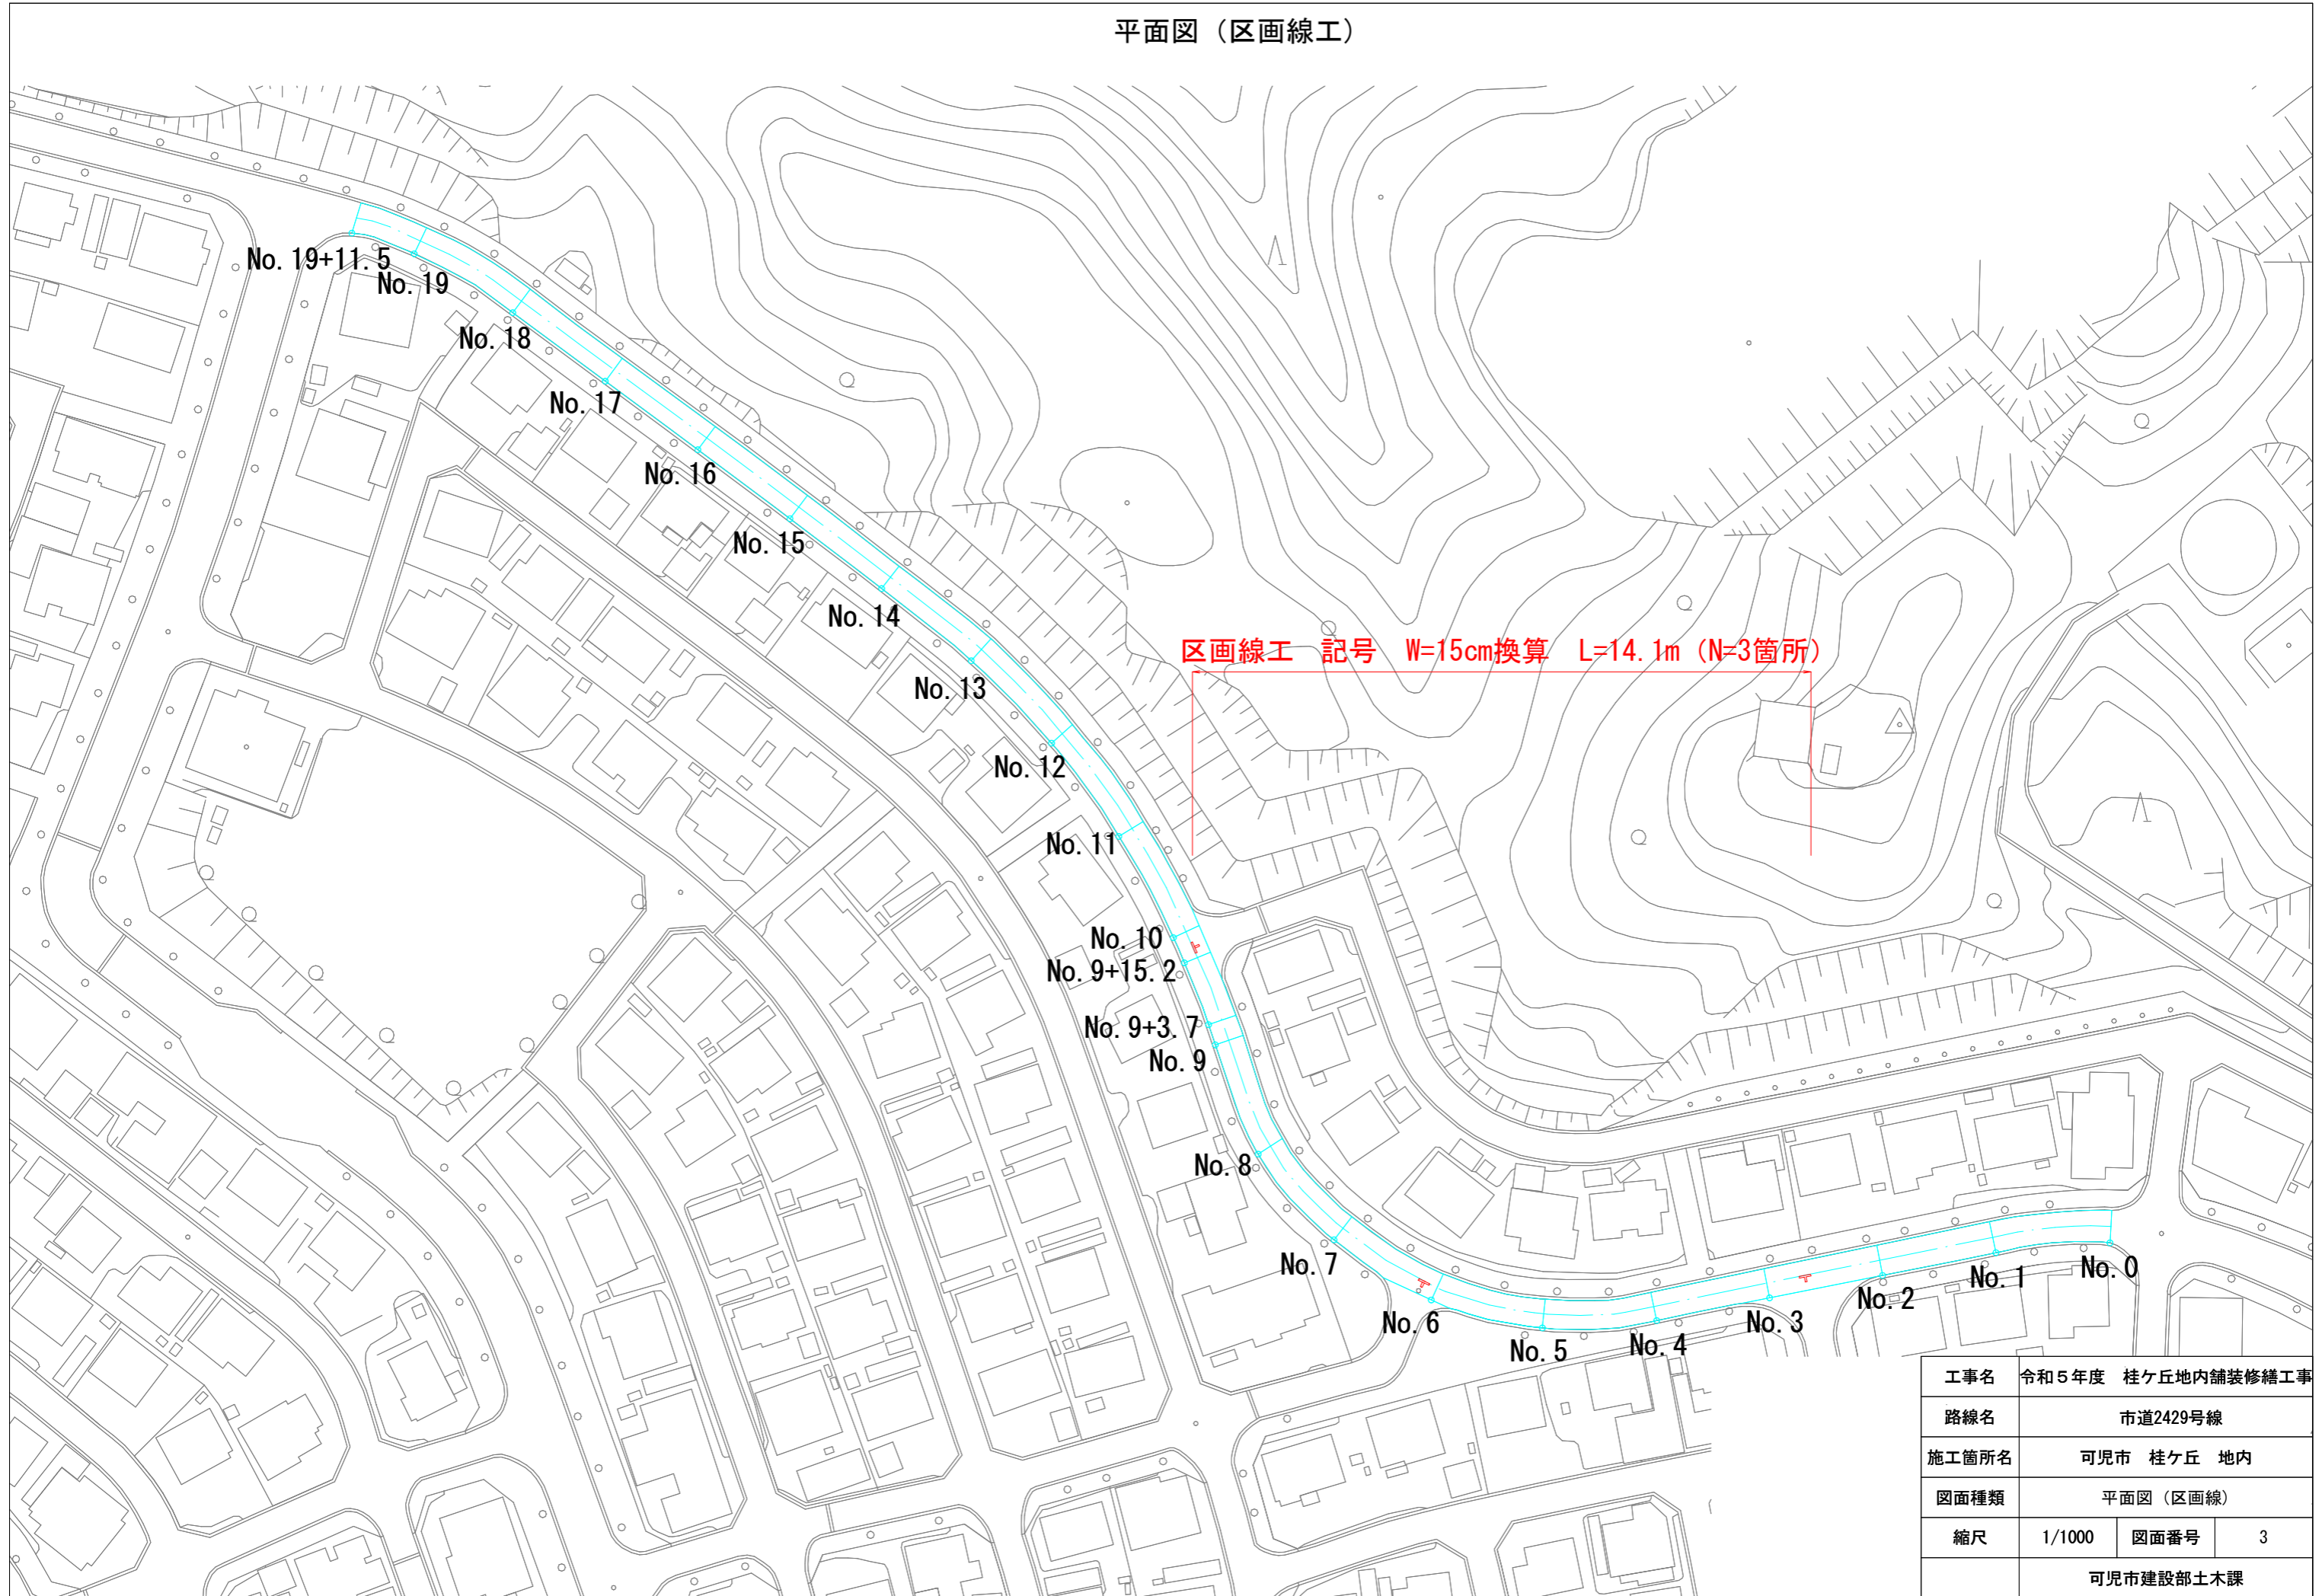 平面図（区画線工）
No. 19+11. 5
No. 19
No. 18
No. 17
No. 16
No. 15
No. 14
No. 13
No. 12
No. 11
No. 10
No. 9+15. 2
No. 9+3. 7
No. 9
No. 8
No. 7
No. 6
No. 5
No. 4
No. 3
No. 2
No. 1
No. 0
区画線工　記号　W=15cm換算　L=14. 1m（N=3箇所）
工事名　令和５年度　桂ケ丘地内舗装修繕工事
路線名　市道2429号線
施工箇所名　可児市　桂ケ丘　地内
図面種類　平面図（区画線）
縮尺　1/1000　図面番号　3
可児市建設部土木課